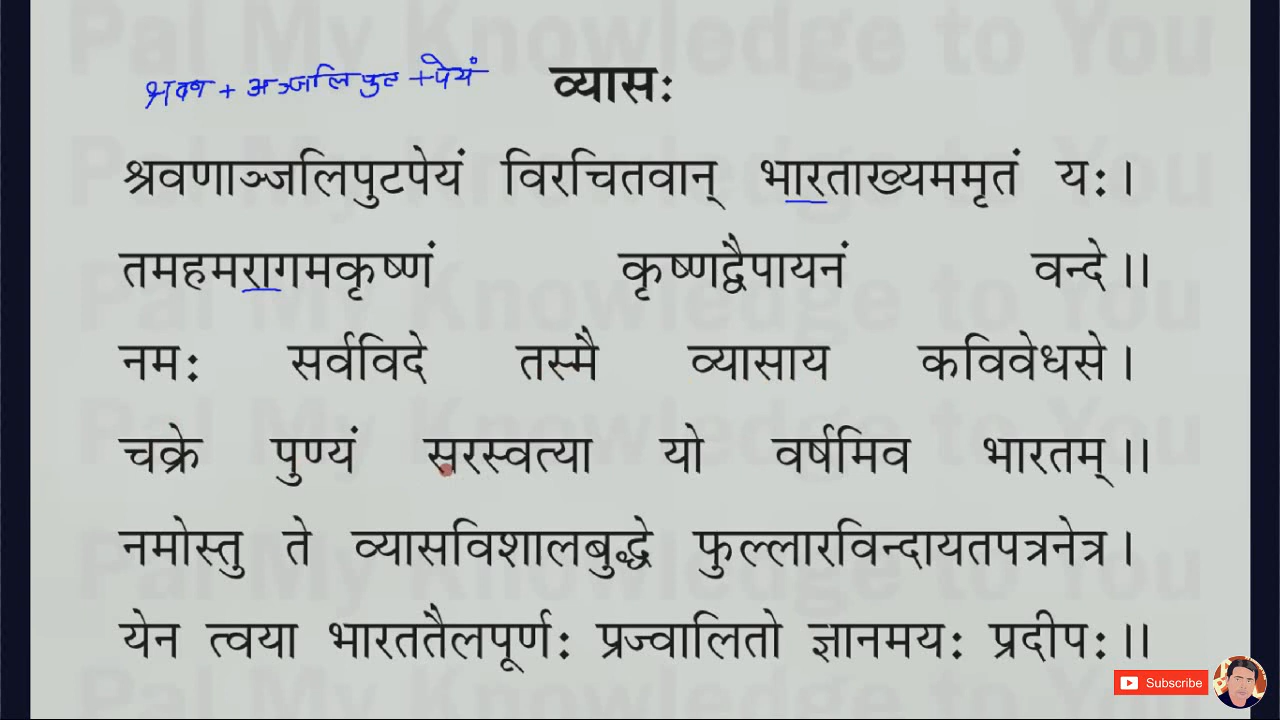 श्रवण + अञ्जलिपुट + पेयं
व्यासः
श्रवणाञ्जलिपुटपेयं विरचितवान् भारताख्यममृतं यः।
तमहमरागमकृष्णं कृष्णद्वैपायनं वन्दे।।
नमः सर्वविदे तस्मै व्यासाय कविवेधसे।
चक्रे पुण्यं सरस्वत्या यो वर्षमिव भारतम्।।
नमोस्तु ते व्यासविशालबुद्धे फुल्लारविन्दायतपत्रनेत्र।
येन त्वया भारततैलपूर्णः प्रज्वालितो ज्ञानमयः प्रदीपः।।
Pal My Knowledge to You
Subscribe